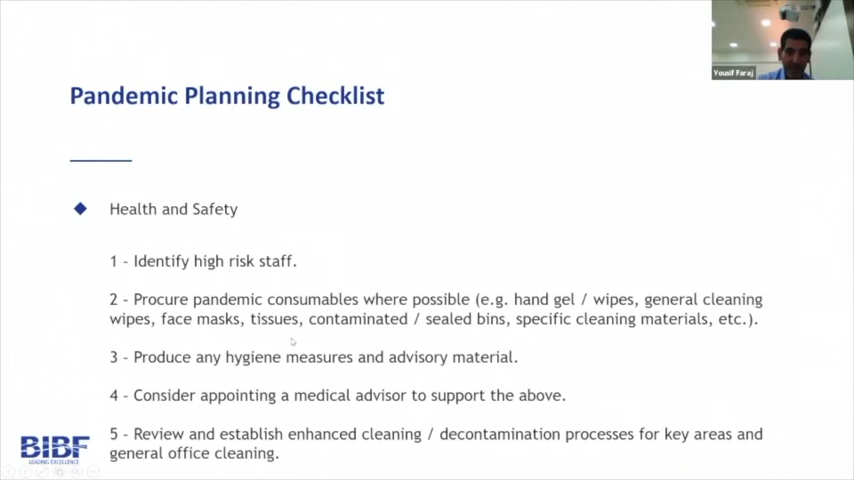 Yousif Faraj
Pandemic Planning Checklist
Health and Safety
1 - Identify high risk staff.
2 - Procure pandemic consumables where possible (e.g. hand gel / wipes, general cleaning
wipes, face masks, tissues, contaminated / sealed bins, specific cleaning materials, etc.).
3 - Produce any hygiene measures and advisory material.
4 - Consider appointing a medical advisor to support the above.
5 - Review and establish enhanced cleaning / decontamination processes for key areas and
general office cleaning.
BIBF
LEADING EXCELLENCE